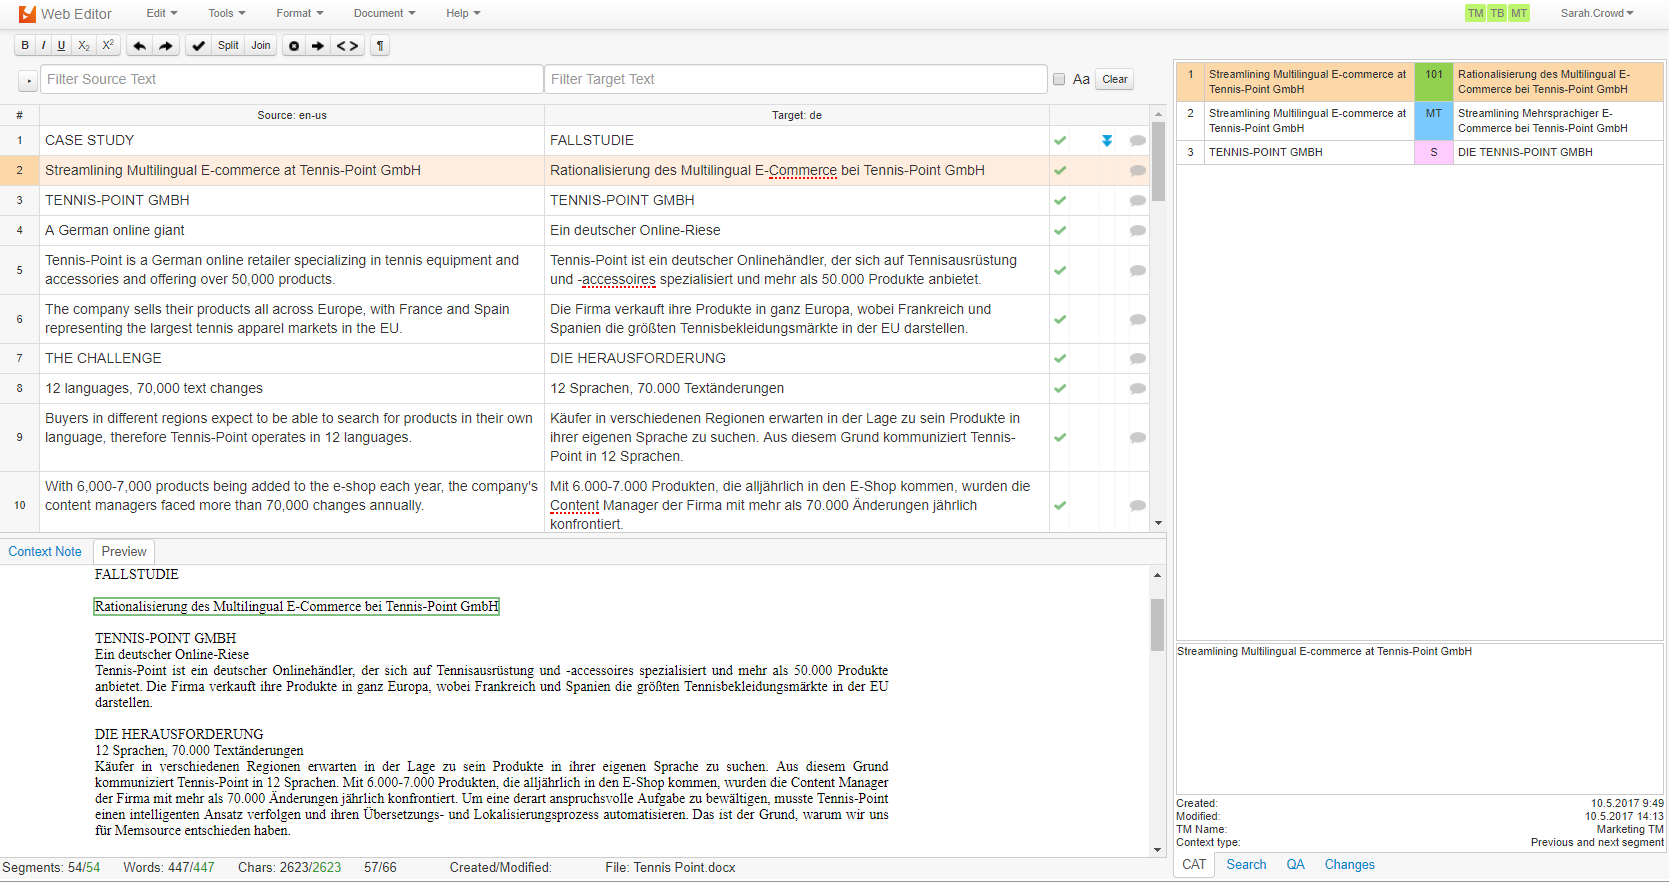 Web Editor Edit Tools Format Document Help TM TB MT Sarah.Crowd
B I U X₂ X² Split Join < > ¶
Filter Source Text Filter Target Text Aa Clear
# Source: en-us Target: de
1 CASE STUDY FALLSTUDIE
2 Streamlining Multilingual E-commerce at Tennis-Point GmbH Rationalisierung des Multilingual E-Commerce bei Tennis-Point GmbH
3 TENNIS-POINT GMBH TENNIS-POINT GMBH
4 A German online giant Ein deutscher Online-Riese
5 Tennis-Point is a German online retailer specializing in tennis equipment and
accessories and offering over 50,000 products.
Tennis-Point ist ein deutscher Onlinehändler, der sich auf Tennisausrüstung
und -accessoires spezialisiert und mehr als 50.000 Produkte anbietet.
6 The company sells their products all across Europe, with France and Spain
representing the largest tennis apparel markets in the EU.
Die Firma verkauft ihre Produkte in ganz Europa, wobei Frankreich und
Spanien die größten Tennisbekleidungsmärkte in der EU darstellen.
7 THE CHALLENGE DIE HERAUSFORDERUNG
8 12 languages, 70,000 text changes 12 Sprachen, 70.000 Textänderungen
9 Buyers in different regions expect to be able to search for products in their own
language, therefore Tennis-Point operates in 12 languages.
Käufer in verschiedenen Regionen erwarten in der Lage zu sein Produkte in
ihrer eigenen Sprache zu suchen. Aus diesem Grund kommuniziert Tennis-
Point in 12 Sprachen.
10 With 6,000-7,000 products being added to the e-shop each year, the company's
content managers faced more than 70,000 changes annually.
Mit 6.000-7.000 Produkten, die alljährlich in den E-Shop kommen, wurden die
Content Manager der Firma mit mehr als 70.000 Änderungen jährlich
konfrontiert.
Context Note Preview
FALLSTUDIE
Rationalisierung des Multilingual E-Commerce bei Tennis-Point GmbH
TENNIS-POINT GMBH
Ein deutscher Online-Riese
Tennis-Point ist ein deutscher Onlinehändler, der sich auf Tennisausrüstung und -accessoires spezialisiert und mehr als 50.000 Produkte
anbietet. Die Firma verkauft ihre Produkte in ganz Europa, wobei Frankreich und Spanien die größten Tennisbekleidungsmärkte in der EU
darstellen.
DIE HERAUSFORDERUNG
12 Sprachen, 70.000 Textänderungen
Käufer in verschiedenen Regionen erwarten in der Lage zu sein Produkte in ihrer eigenen Sprache zu suchen. Aus diesem Grund
kommuniziert Tennis-Point in 12 Sprachen. Mit 6.000-7.000 Produkten, die alljährlich in den E-Shop kommen, wurden die Content Manager
der Firma mit mehr als 70.000 Änderungen jährlich konfrontiert. Um eine derart anspruchsvolle Aufgabe zu bewältigen, musste Tennis-Point
einen intelligenten Ansatz verfolgen und ihren Übersetzungs- und Lokalisierungsprozess automatisieren. Das ist der Grund, warum wir uns
für Memsource entschieden haben.
Segments: 54/54 Words: 447/447 Chars: 2623/2623 57/66 Created/Modified: File: Tennis Point.docx
1 Streamlining Multilingual E-commerce at
Tennis-Point GmbH
101 Rationalisierung des Multilingual E-
Commerce bei Tennis-Point GmbH
2 Streamlining Multilingual E-commerce at
Tennis-Point GmbH
MT Streamlining Mehrsprachiger E-
Commerce bei Tennis-Point GmbH
3 TENNIS-POINT GMBH S DIE TENNIS-POINT GMBH
Streamlining Multilingual E-commerce at Tennis-Point GmbH
Created: 10.5.2017 9:49
Modified: 10.5.2017 14:13
TM Name: Marketing TM
Context type: Previous and next segment
CAT Search QA Changes